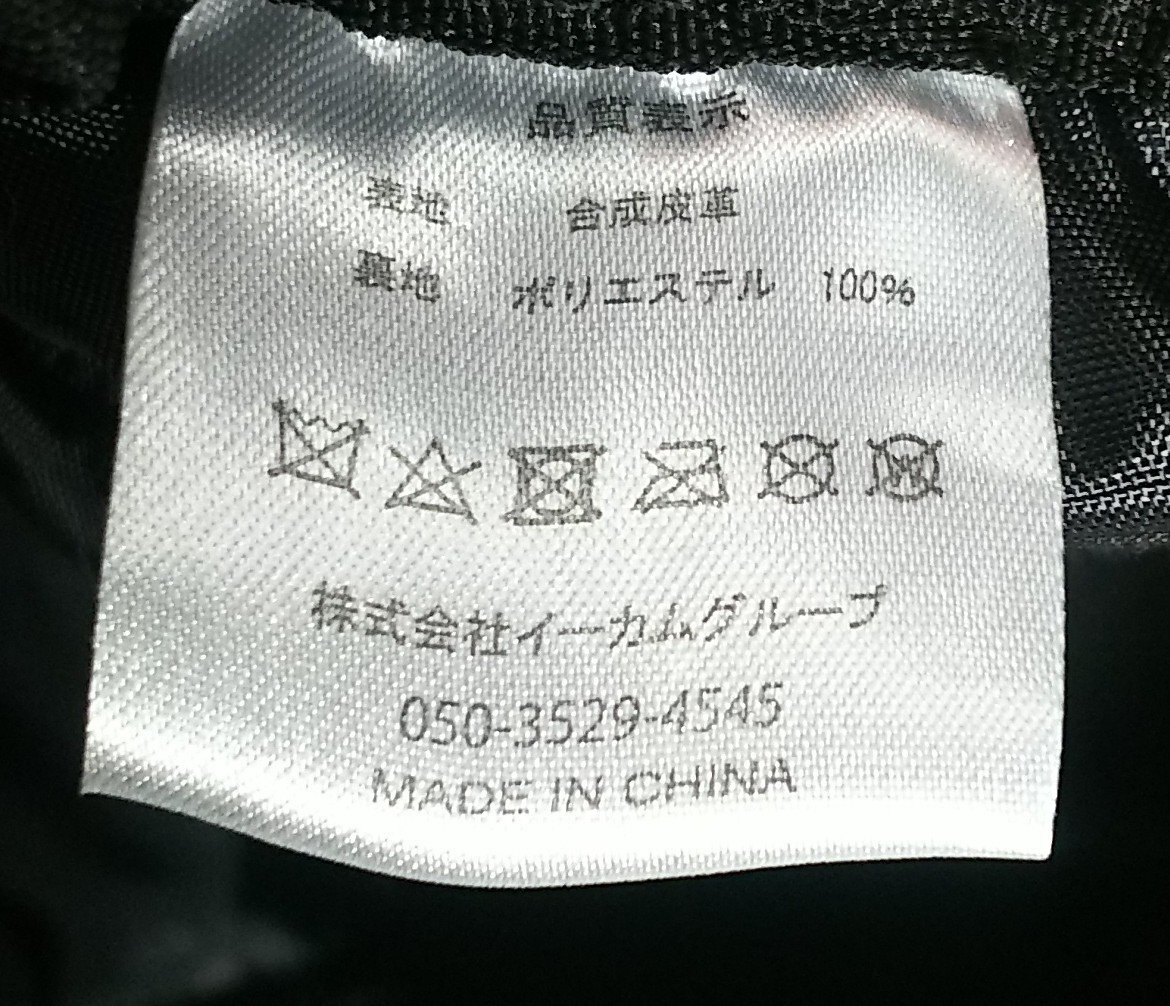 品質表示
表地 合成皮革
裏地 ポリエステル 100%
株式会社イーカムグループ
050-3529-4545
MADE IN CHINA